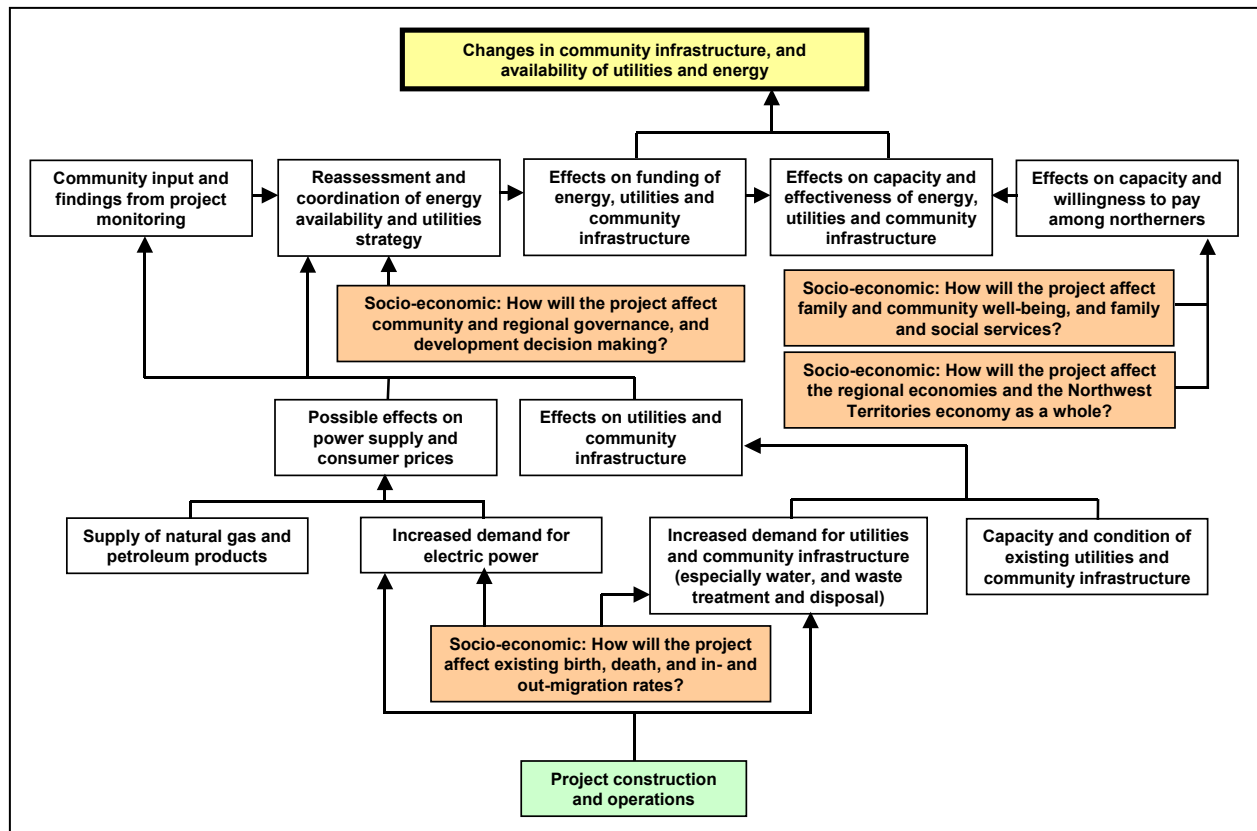 Changes in community infrastructure, and
availability of utilities and energy
Community input and
findings from project
monitoring
Reassessment and
coordination of energy
availability and utilities
strategy
Effects on funding of
energy, utilities and
community
infrastructure
Effects on capacity and
effectiveness of energy,
utilities and community
infrastructure
Effects on capacity and
willingness to pay
among northerners
Socio-economic: How will the project affect
community and regional governance, and
development decision making?
Socio-economic: How will the project affect
family and community well-being, and family
and social services?
Socio-economic: How will the project affect
the regional economies and the Northwest
Territories economy as a whole?
Possible effects on
power supply and
consumer prices
Effects on utilities and
community
infrastructure
Supply of natural gas and
petroleum products
Increased demand for
electric power
Increased demand for utilities
and community infrastructure
(especially water, and waste
treatment and disposal)
Capacity and condition of
existing utilities and
community infrastructure
Socio-economic: How will the project
affect existing birth, death, and in- and
out-migration rates?
Project construction
and operations